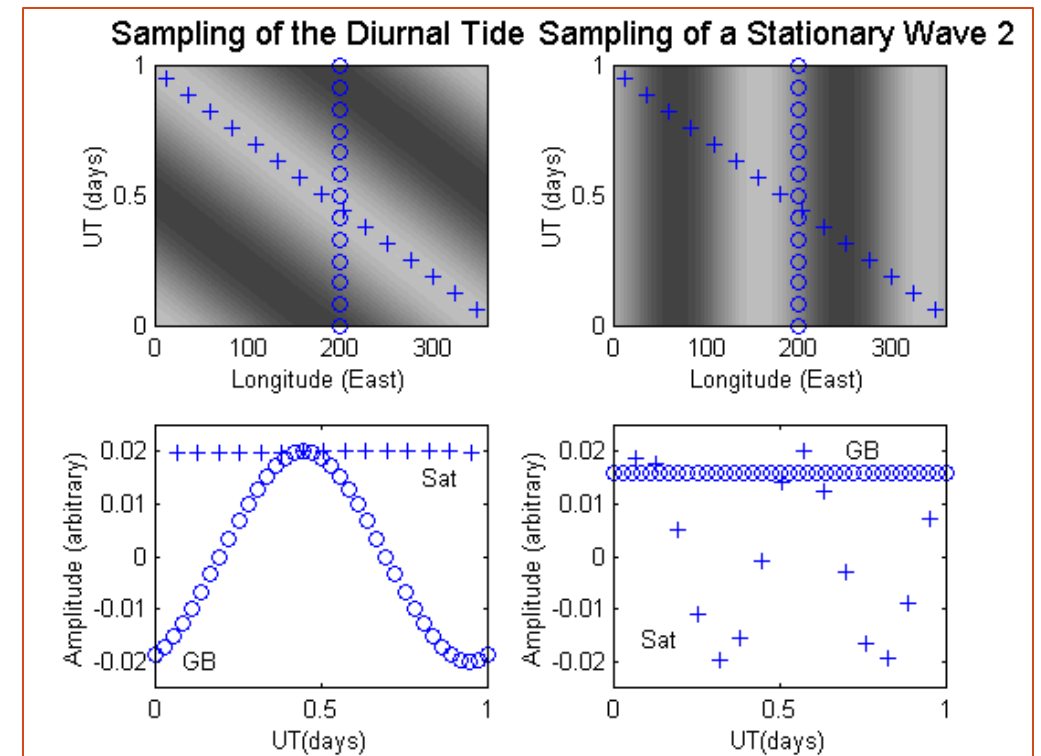 Sampling of the Diurnal Tide Sampling of a Stationary Wave 2
1
0.5
0
UT (days)
0 100 200 300
Longitude (East)
1
0.5
0
UT (days)
0 100 200 300
Longitude (East)
0.02
0.01
0
-0.01
-0.02
Amplitude (arbitrary)
Sat
GB
0 0.5 1
UT(days)
0.02
0.01
0
-0.01
-0.02
Amplitude (arbitrary)
GB
Sat
0 0.5 1
UT(days)